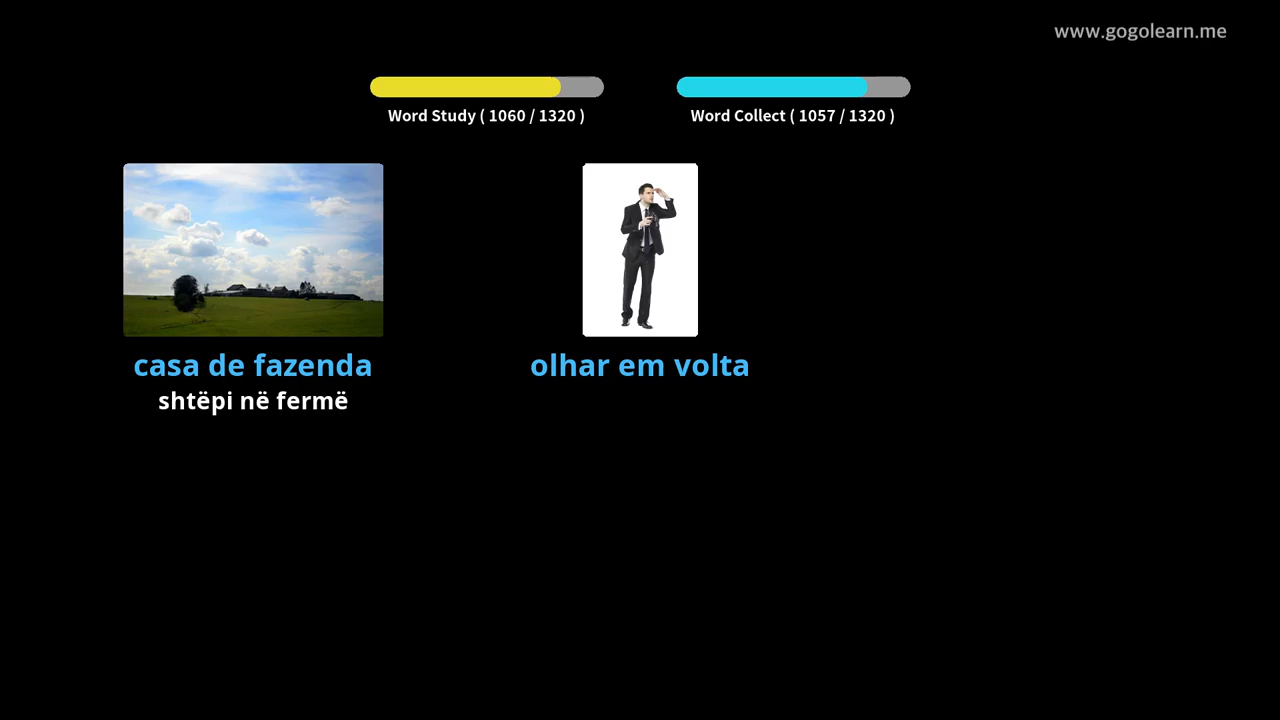 www.gogolearn.me
Word Study ( 1060 / 1320 )
Word Collect ( 1057 / 1320 )
casa de fazenda
shtëpi në fermë
olhar em volta